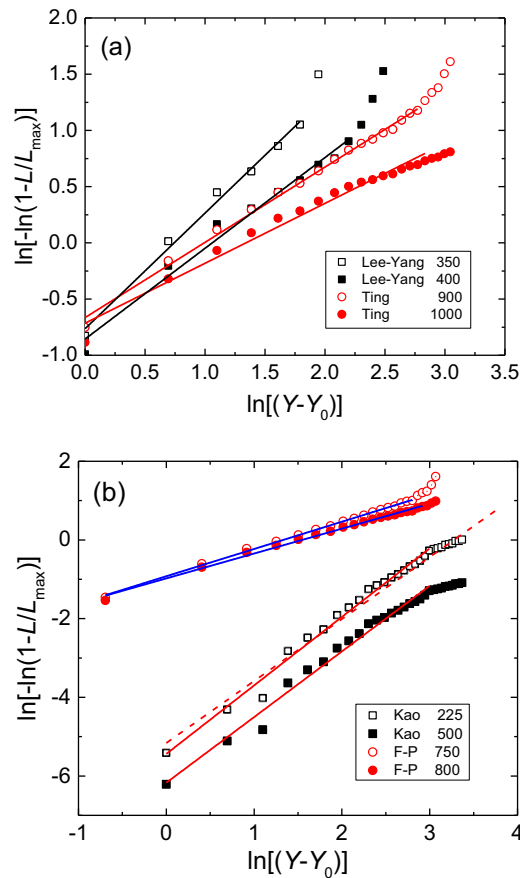 (a)
ln[-ln(1-L/Lmax)]
1.5
1.0
0.5
0.0
-0.5
-1.0
0.0 0.5 1.0 1.5 2.0 2.5 3.0 3.5
ln[(Y-Y0)]
Lee-Yang 350
Lee-Yang 400
Ting 900
Ting 1000
(b)
ln[-ln(1-L/Lmax)]
2
0
-2
-4
-6
-1 0 1 2 3 4
ln[(Y-Y0)]
Kao 225
Kao 500
F-P 750
F-P 800